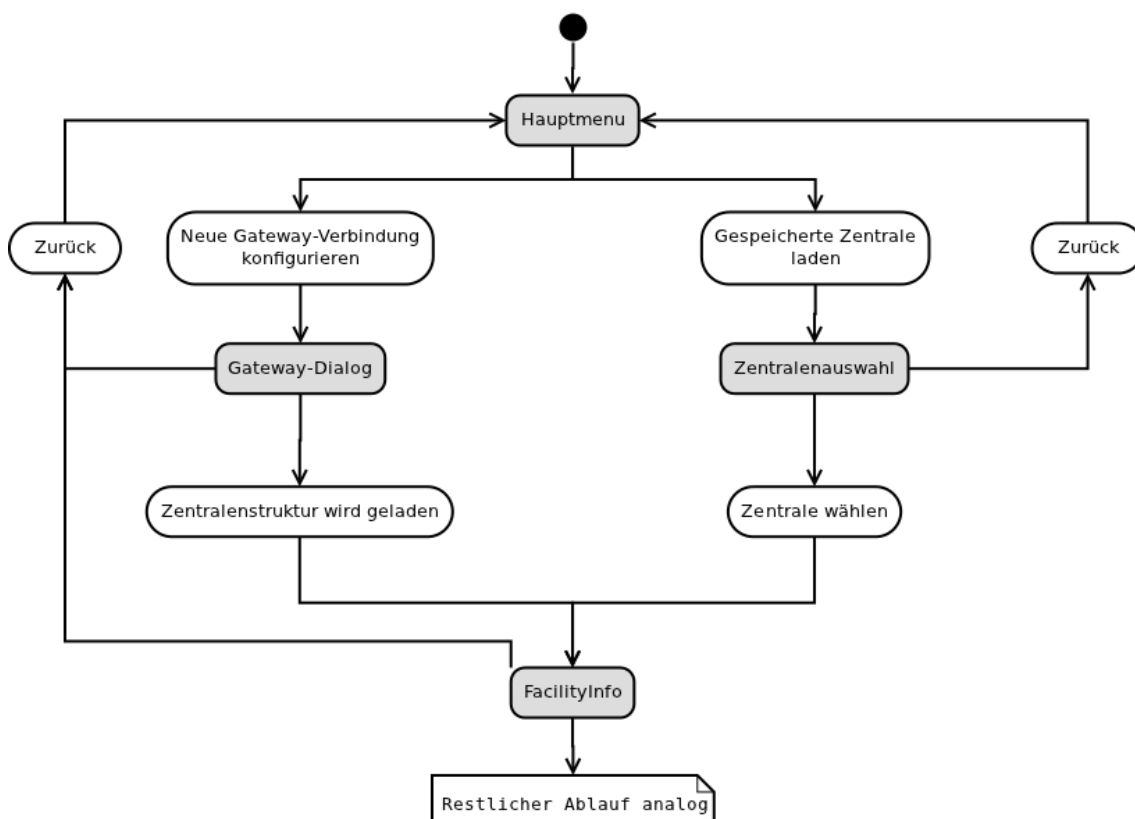 Hauptmenu
Neue Gateway-Verbindung
konfigurieren
Gespeicherte Zentrale
laden
Zurück
Zurück
Gateway-Dialog
Zentralenauswahl
Zentralenstruktur wird geladen
Zentrale wählen
FacilityInfo
Restlicher Ablauf analog